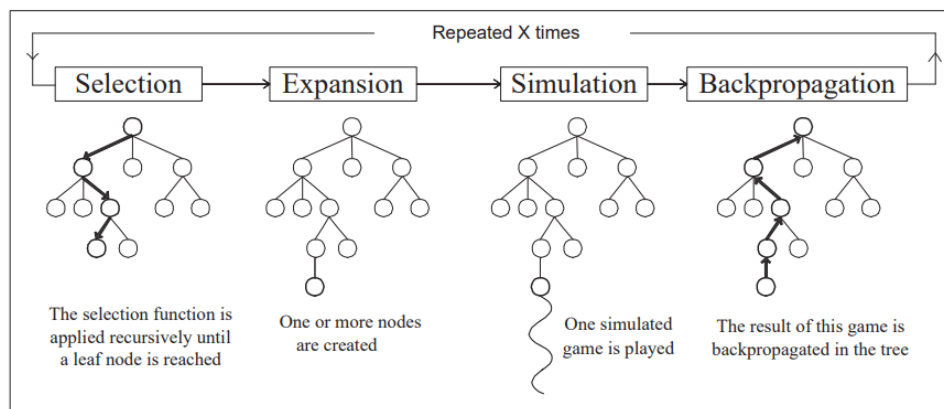 Repeated X times
Selection
Expansion
Simulation
Backpropagation
The selection function is
applied recursively until
a leaf node is reached
One or more nodes
are created
One simulated
game is played
The result of this game is
backpropagated in the tree